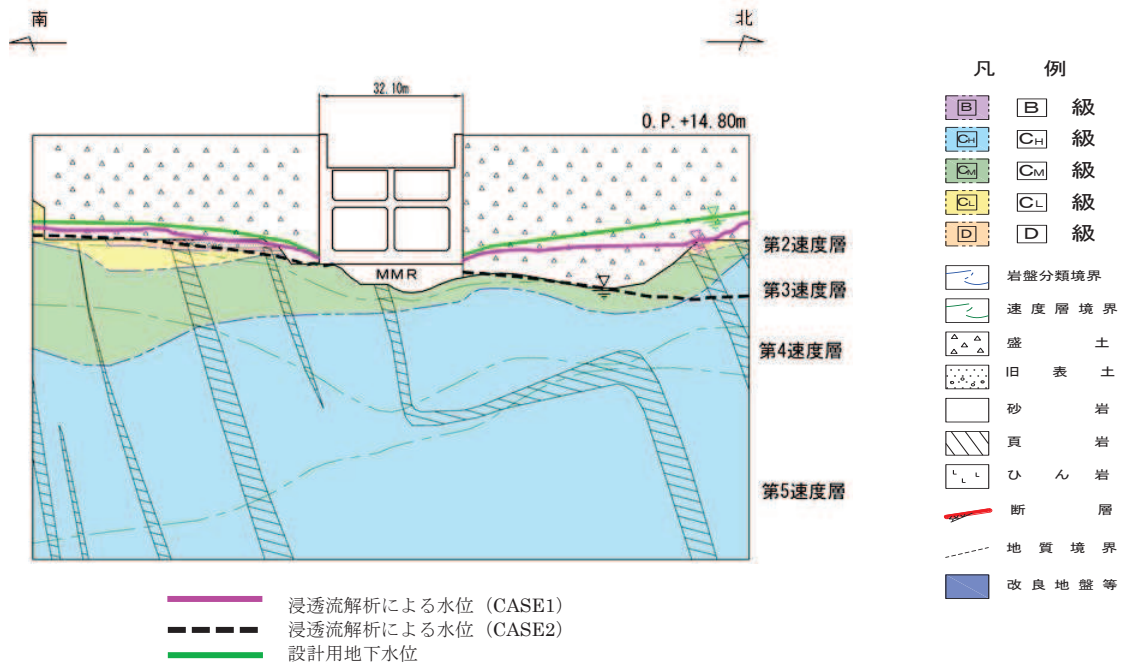 南
北
32.10m
O.P.+14.80m
MMR
第2速度層
第3速度層
第4速度層
第5速度層
凡 例
B B 級
CH CH 級
CM CM 級
CL CL 級
D D 級
岩盤分類境界
速度層境界
盛土
旧表土
砂岩
頁岩
ひん岩
断層
地質境界
改良地盤等
浸透流解析による水位（CASE1）
浸透流解析による水位（CASE2）
設計用地下水位